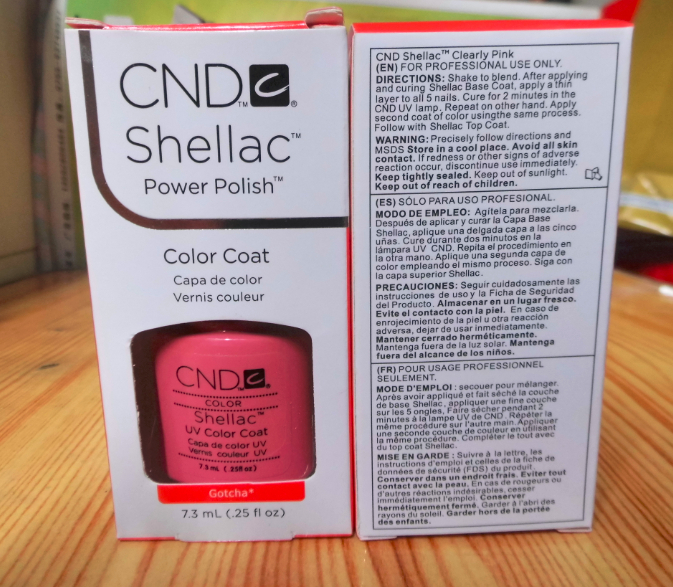 CND™ ®
Shellac™
Power Polish™
Color Coat
Capa de color
Vernis couleur
CND.
COLOR
Shellac™
UV Color Coat
Capa de color UV
Vernis couleur UV
7.3 mL (.25fl oz)
Gotcha®
7.3 mL (.25 fl oz)
CND Shellac™ Clearly Pink
(EN) FOR PROFESSIONAL USE ONLY.
DIRECTIONS: Shake to blend. After applying
and curing Shellac Base Coat, apply a thin
layer to all 5 nails. Cure for 2 minutes in the
CND UV lamp. Repeat on other hand. Apply
second coat of color usingthe same process.
Follow with Shellac Top Coat.
WARNING: Precisely follow directions and
MSDS Store in a cool place. Avoid all skin
contact. If redness or other signs of adverse
reaction occur, discontinue use immediately.
Keep tightly sealed. Keep out of sunlight.
Keep out of reach of children.
(ES) SÓLO PARA USO PROFESIONAL.
MODO DE EMPLEO: Agítela para mezclarla.
Después de aplicar y curar la Capa Base
Shellac, aplique una delgada capa a las cinco
uñas. Cure durante dos minutos en la
lámpara UV CND. Repita el procedimiento en
la otra mano. Aplique una segunda capa de
color empleando el mismo proceso. Siga con
la capa superior Shellac.
PRECAUCIONES: Seguir cuidadosamente las
instrucciones de uso y la Ficha de Seguridad
del Producto. Almacenar en un lugar fresco.
Evite el contacto con la piel. En caso de
enrojecimiento de la piel u otra reacción
adversa, dejar de usar inmediatamente.
Mantener cerrado herméticamente.
Mantenga fuera de la luz solar. Mantenga
fuera del alcance de los niños.
(FR) POUR USAGE PROFESSIONNEL
SEULEMENT.
MODE D'EMPLOI : secouer pour mélanger.
Après avoir appliqué et fait séché la couche
de base Shellac, appliquer une fine couche
sur les 5 ongles, Faire sécher pendant 2
minutes à la lampe UV de CND. Répéter la
même procédure sur l'autre main.Appliquer
une seconde couche de couleur en utilisant
la même procédure. Compléter le tout avec
du top coat Shellac.
MISE EN GARDE : Suivre à la lettre, les
instructions d'emploi et celles de la fiche de
données de sécurité (FDS) du produit.
Conserver dans un endroit frais. Eviter tout
contact avec la peau. En cas de rougeurs ou
d'autres réactions indésirables, cesser
immédiatement l'emploi. Conserver
hermétiquement fermé. Garder à l'abri des
rayons du soleil. Garder hors de la portée
des enfants.